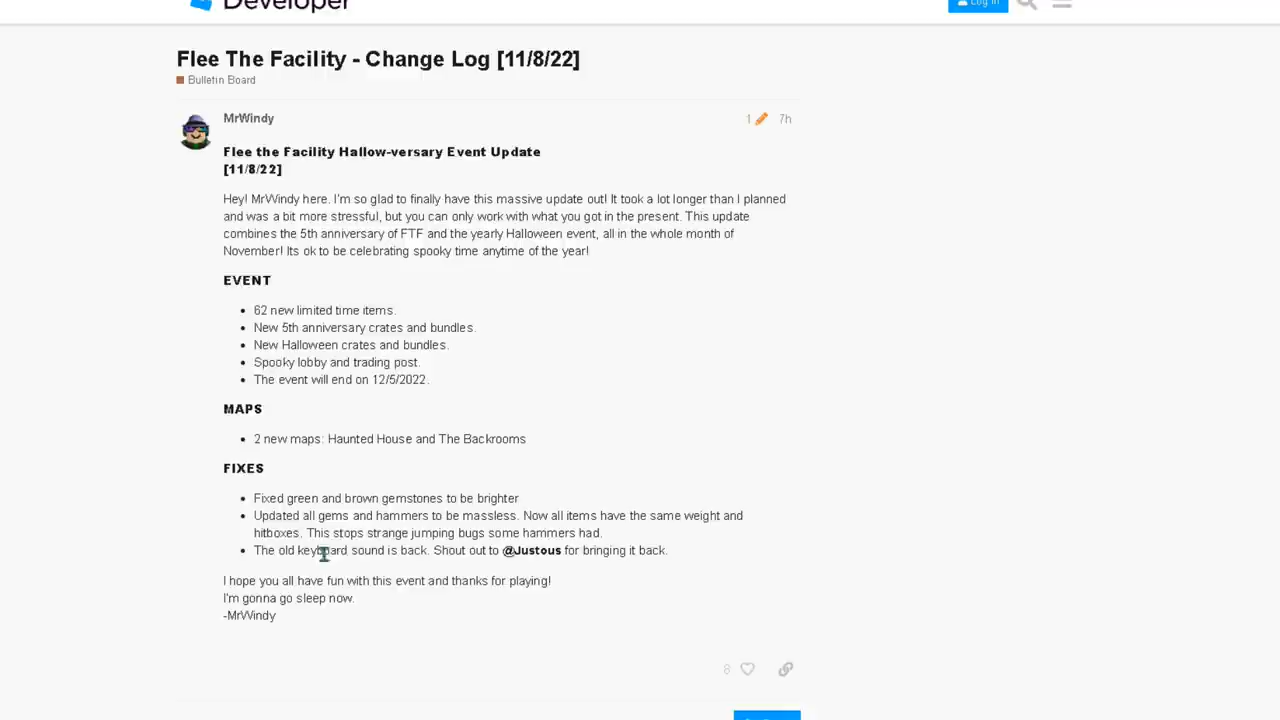 Developer
Log In
Flee The Facility - Change Log [11/8/22]
Bulletin Board
MrWindy
1
7h
Flee the Facility Hallow-versary Event Update
[11/8/22]
Hey! MrWindy here. I'm so glad to finally have this massive update out! It took a lot longer than I planned
and was a bit more stressful, but you can only work with what you got in the present. This update
combines the 5th anniversary of FTF and the yearly Halloween event, all in the whole month of
November! Its ok to be celebrating spooky time anytime of the year!
EVENT
• 62 new limited time items.
• New 5th anniversary crates and bundles.
• New Halloween crates and bundles.
• Spooky lobby and trading post.
• The event will end on 12/5/2022.
MAPS
• 2 new maps: Haunted House and The Backrooms
FIXES
• Fixed green and brown gemstones to be brighter
• Updated all gems and hammers to be massless. Now all items have the same weight and
hitboxes. This stops strange jumping bugs some hammers had.
• The old keyboard sound is back. Shout out to @Justous for bringing it back.
I hope you all have fun with this event and thanks for playing!
I'm gonna go sleep now.
-MrWindy
8